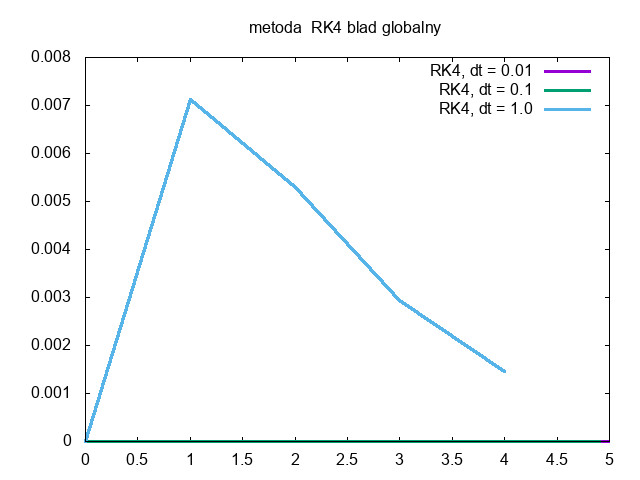 metoda  RK4 blad globalny
RK4, dt = 0.01
RK4, dt = 0.1
RK4, dt = 1.0
0.008
0.007
0.006
0.005
0.004
0.003
0.002
0.001
0
0 0.5 1 1.5 2 2.5 3 3.5 4 4.5 5